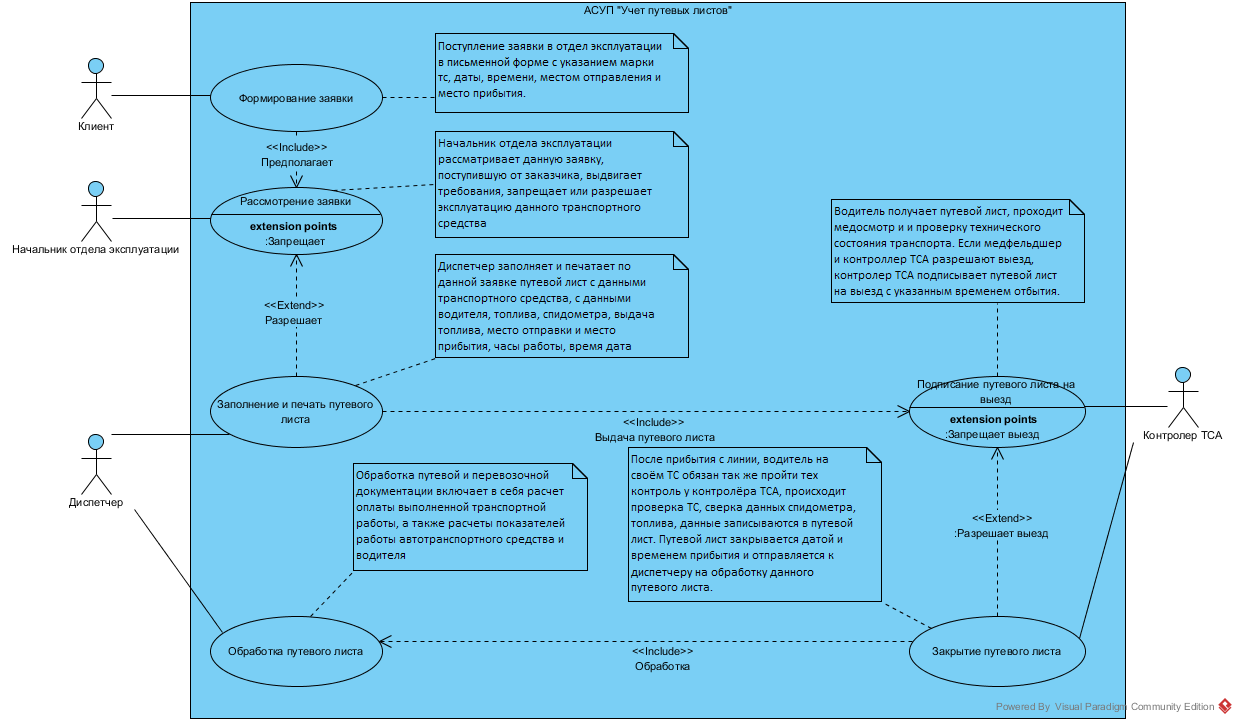 АСУП "Учет путевых листов"
Поступление заявки в отдел эксплуатации
в письменной форме с указанием марки
тс, даты, времени, местом отправления и
место прибытия.
Формирование заявки
Клиент
<<Include>>
Предполагает
Начальник отдела эксплуатации
рассматривает данную заявку,
поступившую от заказчика, выдвигает
требования, запрещает или разрешает
эксплуатацию данного транспортного
средства
Рассмотрение заявки
extension points
:Запрещает
Начальник отдела эксплуатации
Водитель получает путевой лист, проходит
медосмотр и и проверку технического
состояния транспорта. Если медфельдшер
и контроллер ТСА разрешают выезд,
контролер ТСА подписывает путевой лист
на выезд с указанным временем отбытия.
Диспетчер заполняет и печатает по
данной заявке путевой лист с данными
транспортного средства, с данными
водителя, топлива, спидометра, выдача
топлива, место отправки и место
прибытия, часы работы, время дата
<<Extend>>
Разрешает
Заполнение и печать путевого
листа
Подписание путевого листа на
выезд
extension points
:Запрещает выезд
<<Include>>
Выдача путевого листа
Контролер ТСА
Диспетчер
Обработка путевой и перевозочной
документации включает в себя расчет
оплаты выполненной транспортной
работы, а также расчеты показателей
работы автотранспортного средства и
водителя
После прибытия с линии, водитель на
своём ТС обязан так же пройти тех
контроль у контролёра ТСА, происходит
проверка ТС, сверка данных спидометра,
топлива, данные записываются в путевой
лист. Путевой лист закрывается датой и
временем прибытия и отправляется к
диспетчеру на обработку данного
путевого листа.
<<Extend>>
:Разрешает выезд
Обработка путевого листа
<<Include>>
Обработка
Закрытие путевого листа
Powered By Visual Paradigm Community Edition